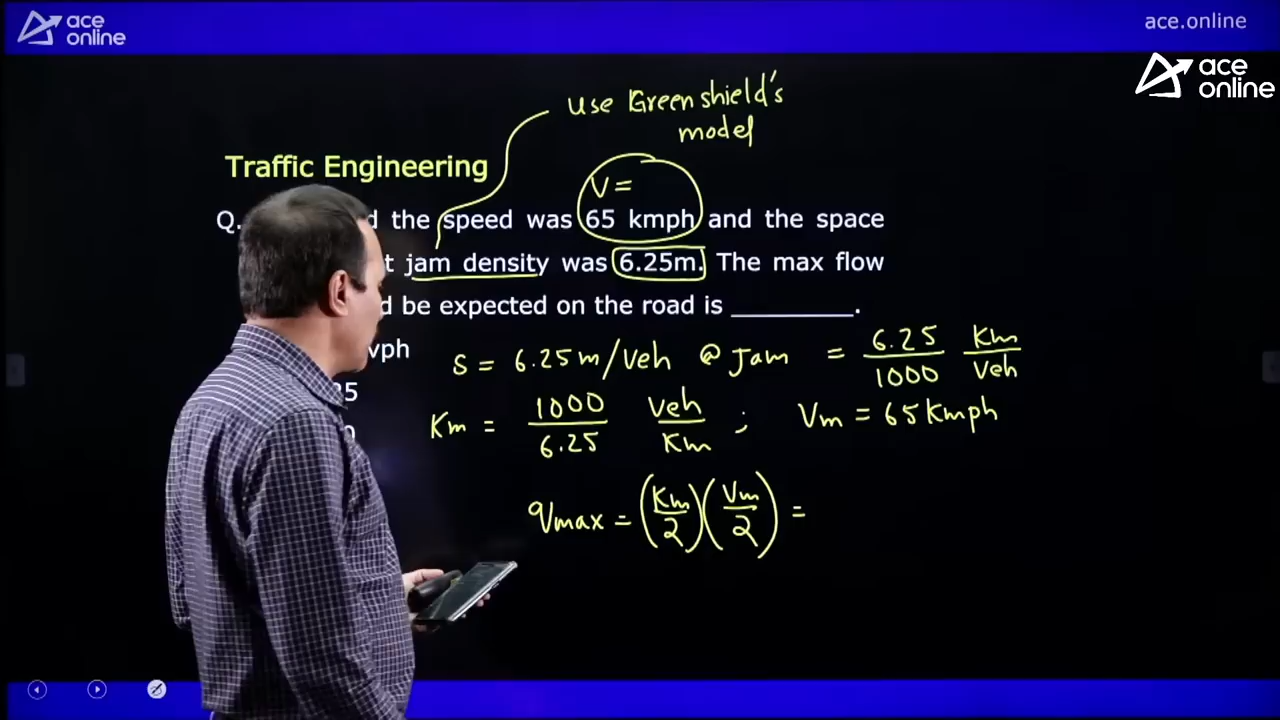 ace online
ace.online
ace online
use Greenshield's
model
Traffic Engineering
V =
Q. the speed was 65 kmph and the space
jam density was 6.25m. The max flow
be expected on the road is ________.
vph
S = 6.25 m/Veh @ Jam = 6.25/1000 Km/Veh
Km = 1000/6.25 Veh/Km ; Vm = 65 Kmph
qmax = (Km/2)(Vm/2) =